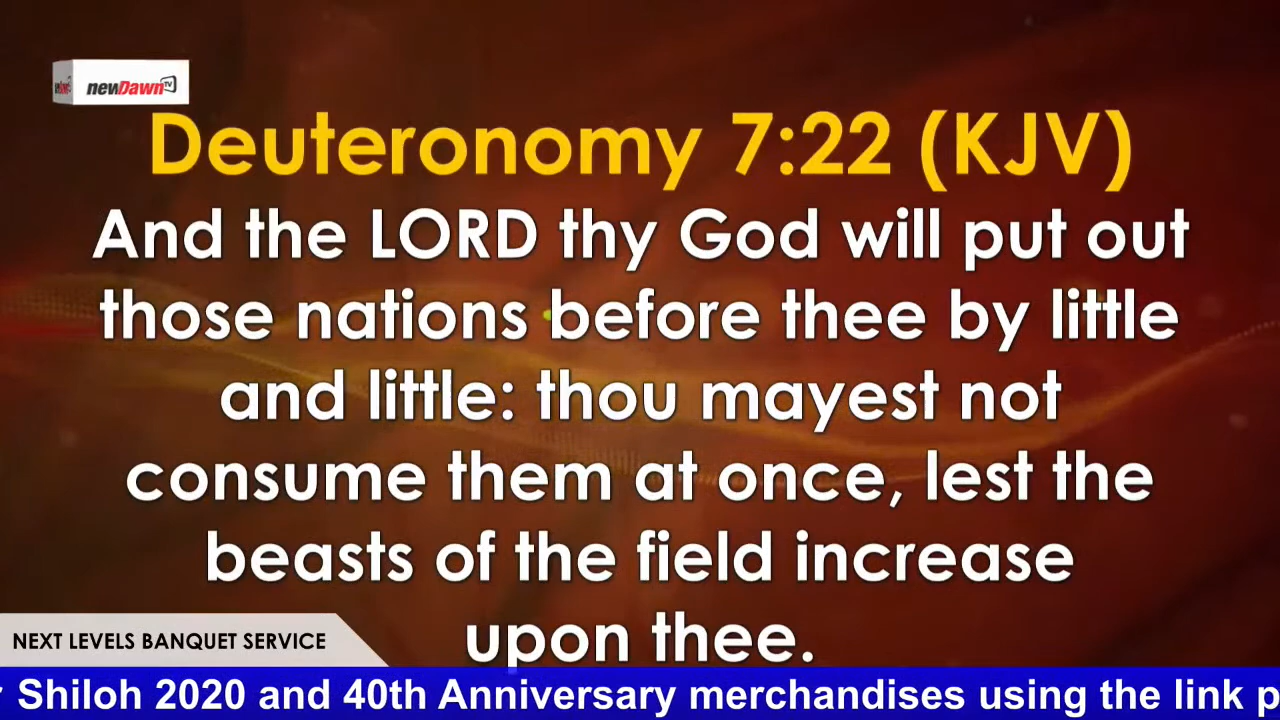 newDawn TV
Deuteronomy 7:22 (KJV)
And the LORD thy God will put out
those nations before thee by little
and little: thou mayest not
consume them at once, lest the
beasts of the field increase
upon thee.
NEXT LEVELS BANQUET SERVICE
Shiloh 2020 and 40th Anniversary merchandises using the link